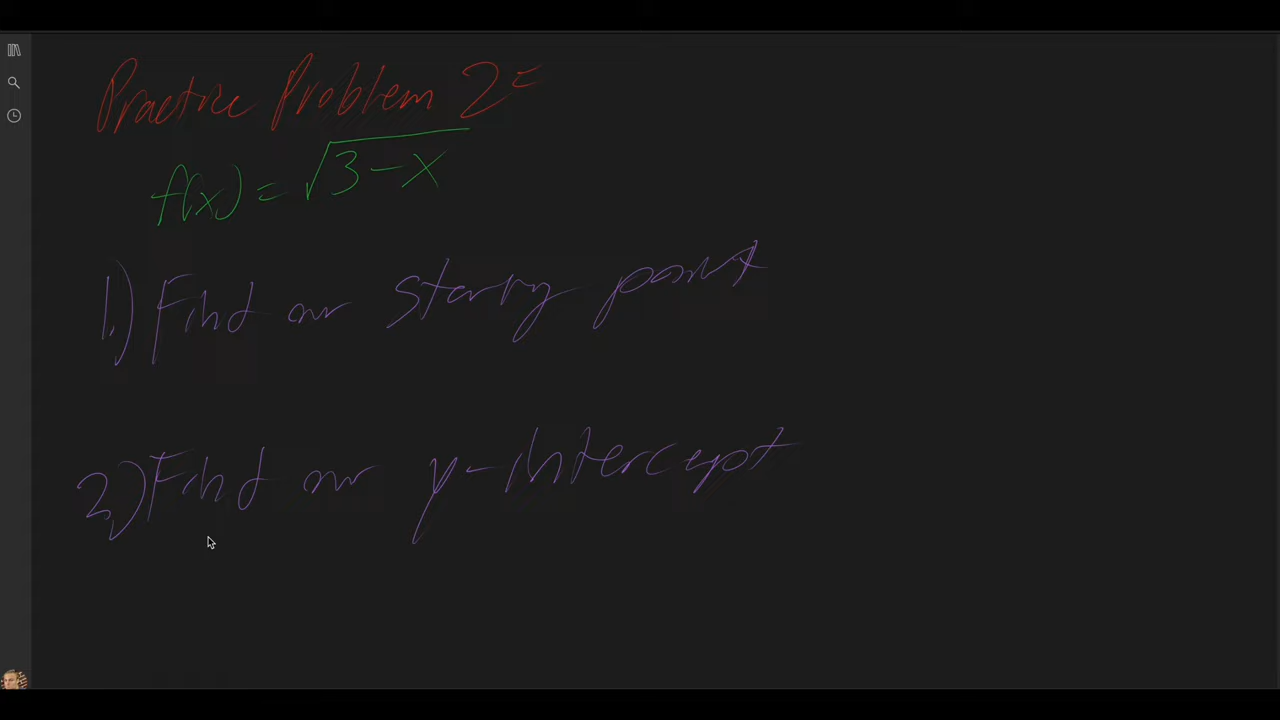 Practice Problem 2:
f(x) = √3-x
1.) Find our starting point
2.) Find our y-intercept